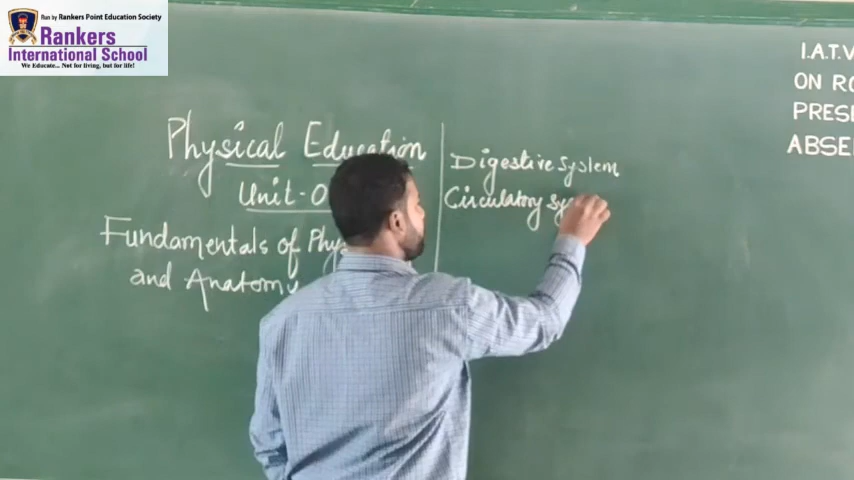 Run by Rankers Point Education Society
Rankers
International School
We Educate... Not for living, but for life!
Physical Education
Unit-0
Fundamentals of Phy
and Anatomy
Digestive System
Circulatory Sy
I.A.T.V
ON RO
PRESE
ABSE